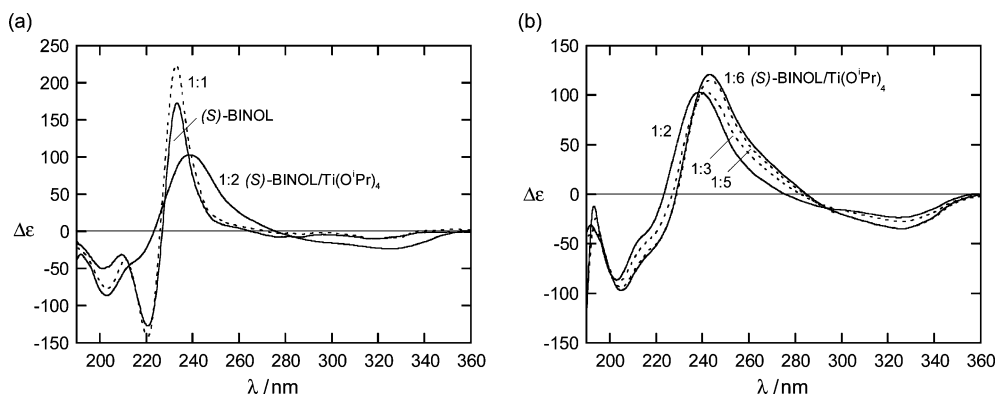 (a)
250
200
150
100
50
0
-50
-100
-150
Δε
1:1
(S)-BINOL
1:2 (S)-BINOL/Ti(OⁱPr)₄
200 220 240 260 280 300 320 340 360
λ / nm
(b)
150
100
50
0
-50
-100
-150
Δε
1:6 (S)-BINOL/Ti(OⁱPr)₄
1:2
1:3
1:5
200 220 240 260 280 300 320 340 360
λ / nm